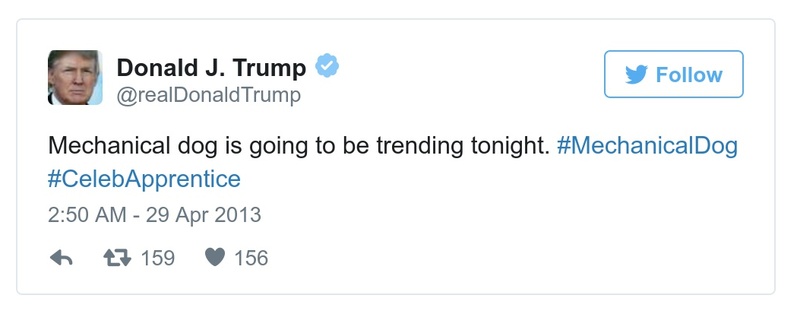 Donald J. Trump
@realDonaldTrump
Follow
Mechanical dog is going to be trending tonight. #MechanicalDog
#CelebApprentice
2:50 AM - 29 Apr 2013
159 156